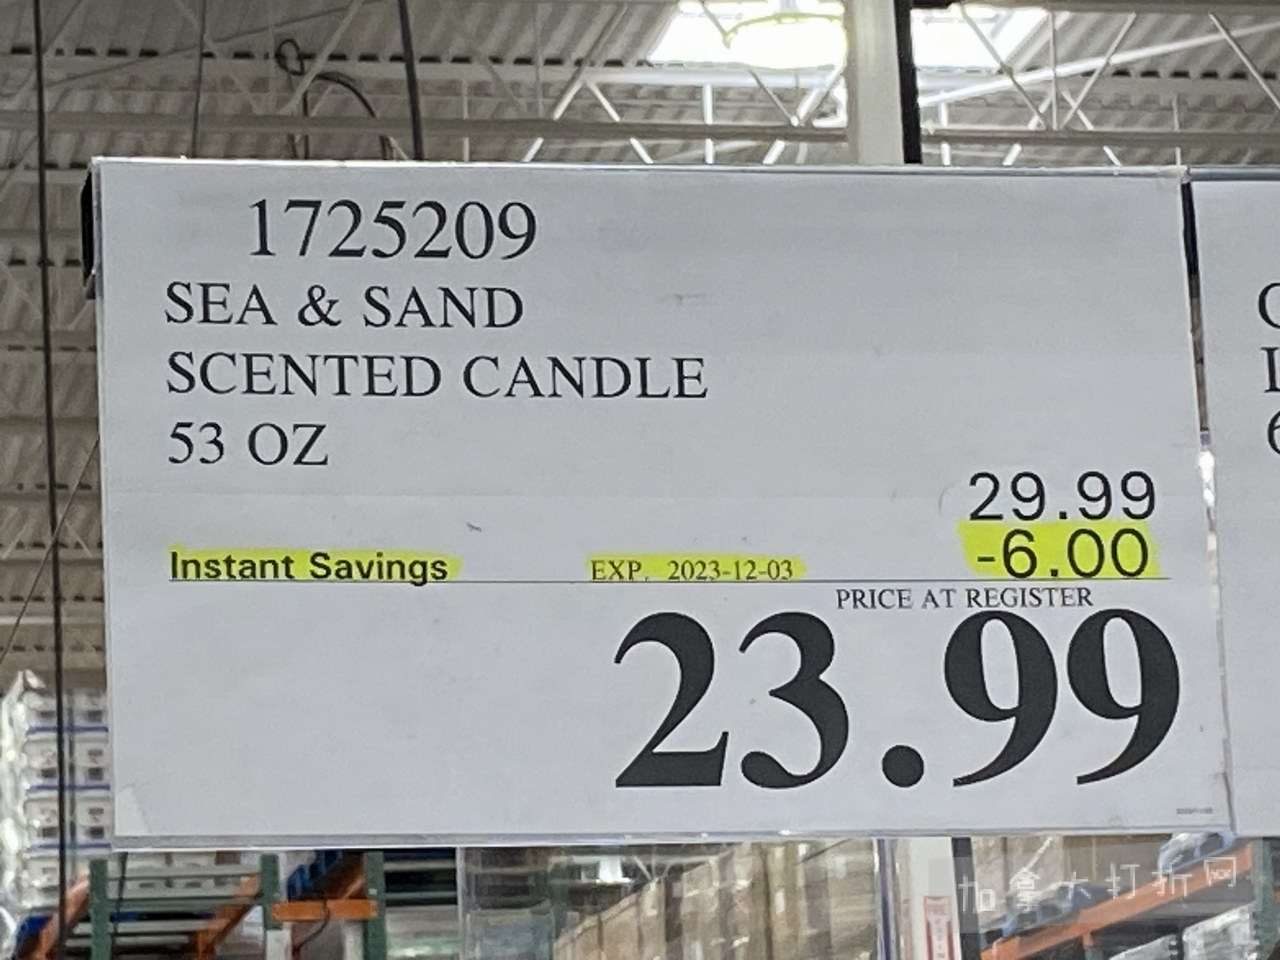 1725209
SEA & SAND
SCENTED CANDLE
53 OZ
29.99
Instant Savings EXP. 2023-12-03 -6.00
PRICE AT REGISTER
23.99
加拿大打折网